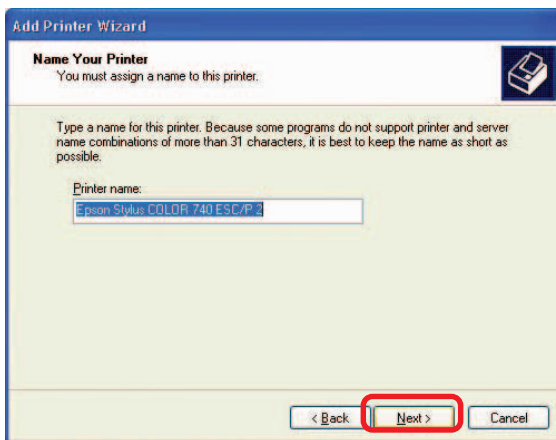 Add Printer Wizard
Name Your Printer
You must assign a name to this printer.
Type a name for this printer. Because some programs do not support printer and server
name combinations of more than 31 characters, it is best to keep the name as short as
possible.
Printer name:
Epson Stylus COLOR 740 ESC/P 2
< Back
Next >
Cancel